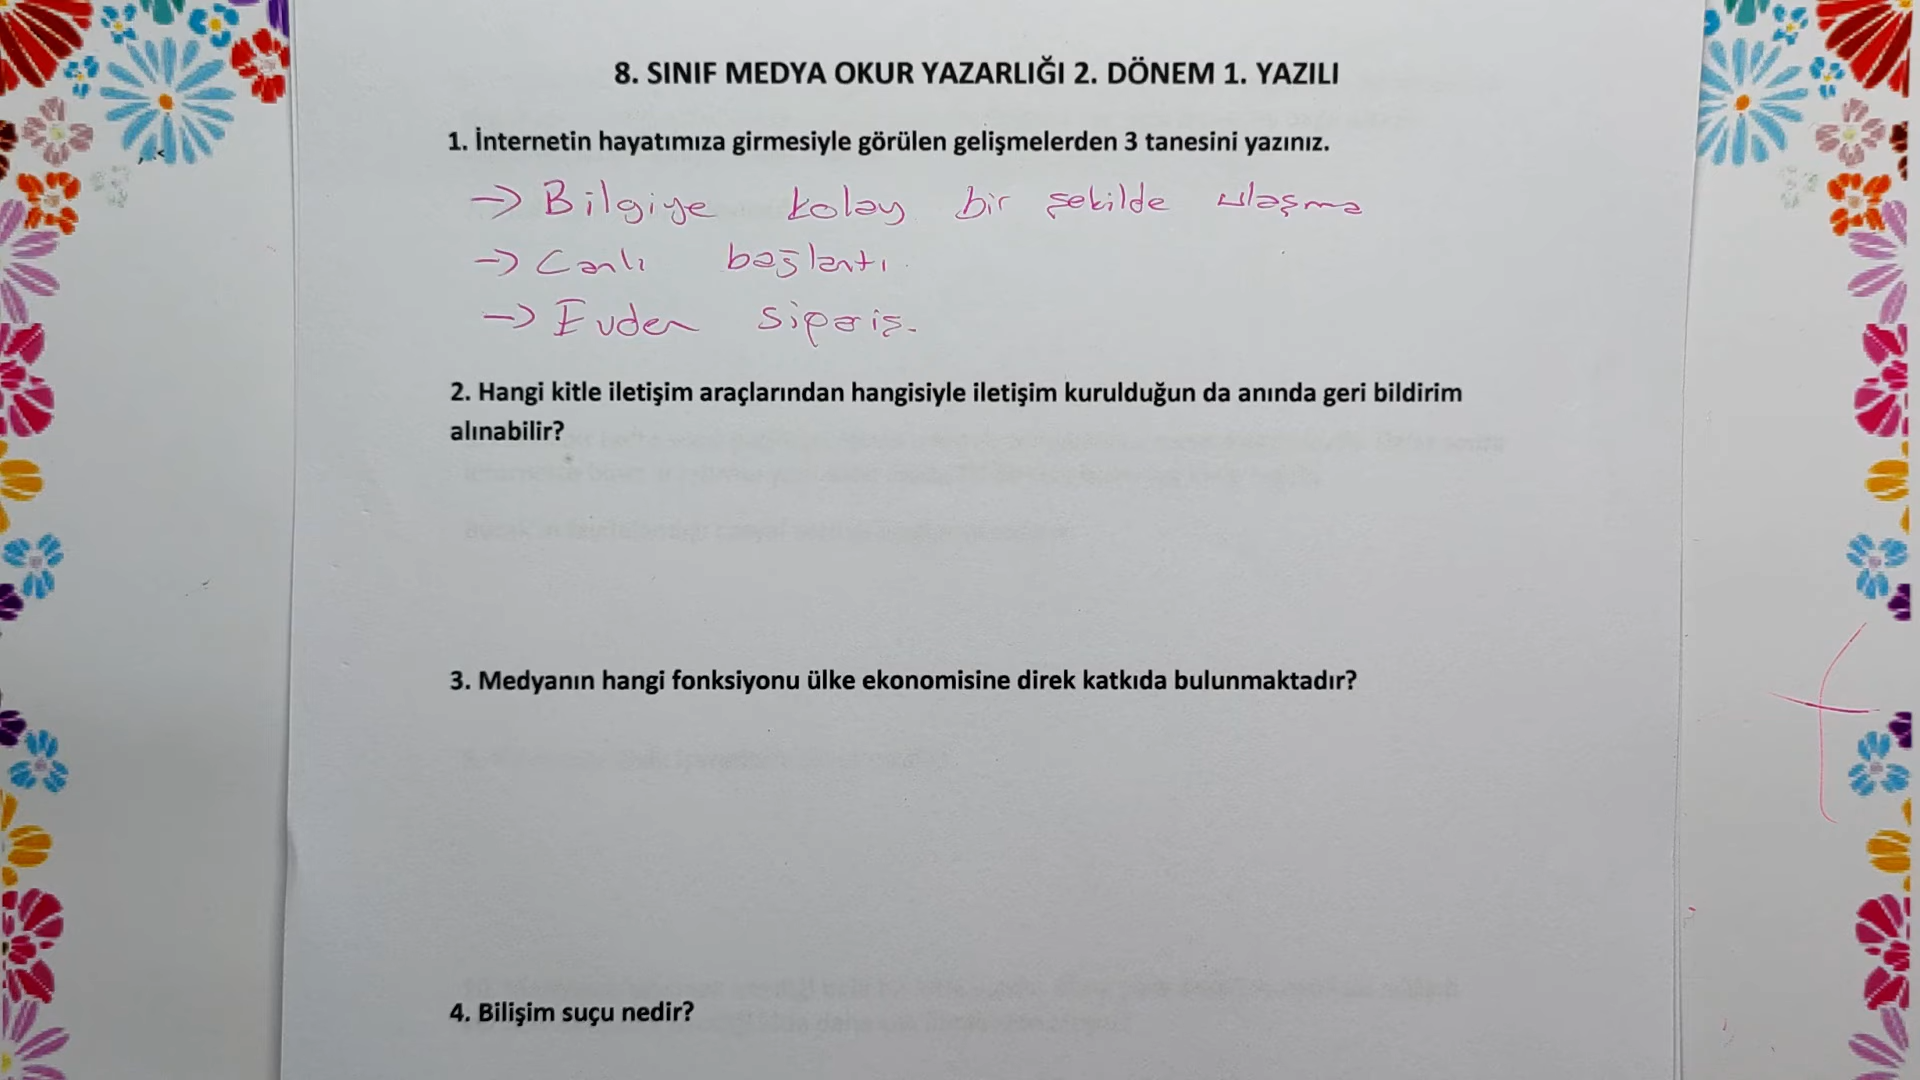 8. SINIF MEDYA OKUR YAZARLIĞI 2. DÖNEM 1. YAZILI
1. İnternetin hayatımıza girmesiyle görülen gelişmelerden 3 tanesini yazınız.
→ Bilgiye kolay bir şekilde ulaşma
→ Canlı bağlantı
→ Evden sipariş.
2. Hangi kitle iletişim araçlarından hangisiyle iletişim kurulduğun da anında geri bildirim
alınabilir?
3. Medyanın hangi fonksiyonu ülke ekonomisine direk katkıda bulunmaktadır?
4. Bilişim suçu nedir?